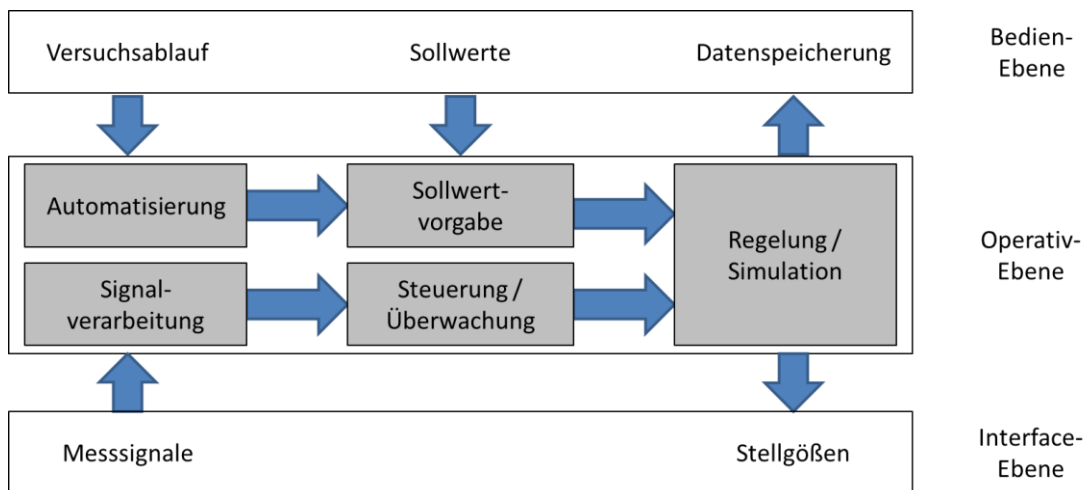 Versuchsablauf
Sollwerte
Datenspeicherung
Bedien-
Ebene
Automatisierung
Sollwert-
vorgabe
Regelung /
Simulation
Operativ-
Ebene
Signal-
verarbeitung
Steuerung /
Überwachung
Messsignale
Stellgößen
Interface-
Ebene